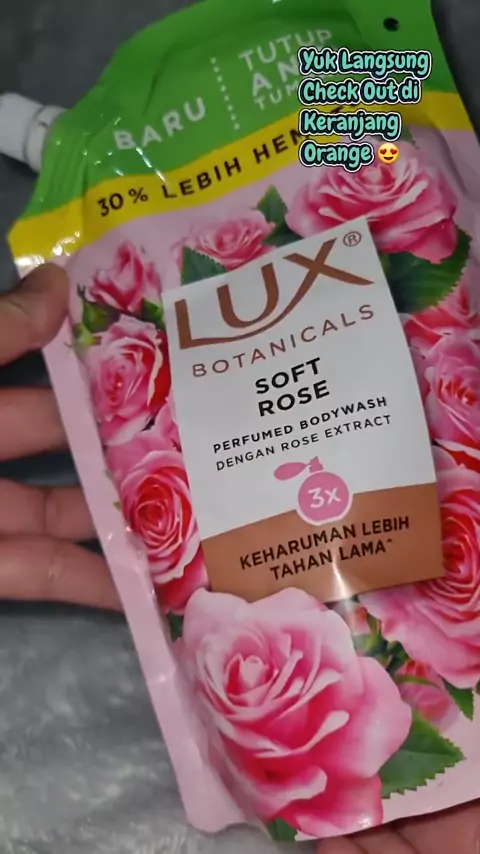 Yuk Langsung
Check Out di
Keranjang
Orange 😍
BARU
TUTUP
30% LEBIH
LUX®
BOTANICALS
SOFT
ROSE
PERFUMED BODYWASH
DENGAN ROSE EXTRACT
3x
KEHARUMAN LEBIH
TAHAN LAMA^